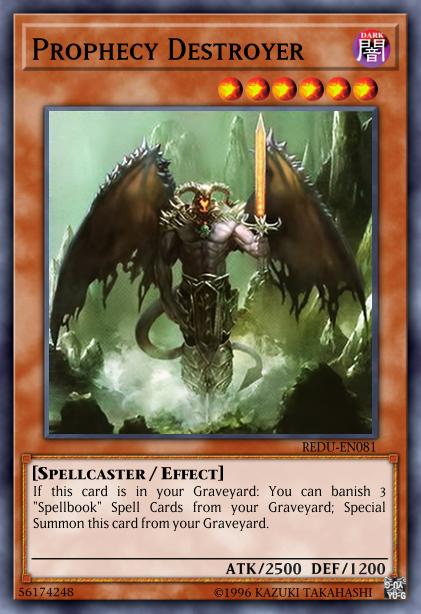 PROPHECY DESTROYER
DARK
闇
REDU-EN081
[SPELLCASTER / EFFECT]
If this card is in your Graveyard: You can banish 3
"Spellbook" Spell Cards from your Graveyard; Special
Summon this card from your Graveyard.
ATK/2500 DEF/1200
56174248
©1996 KAZUKI TAKAHASHI